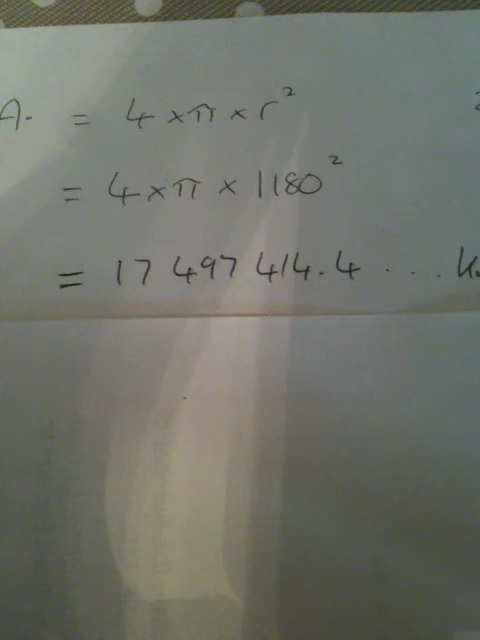 A. = 4 × π × r²
= 4 × π × 1180²
= 17 497 414.4 ....